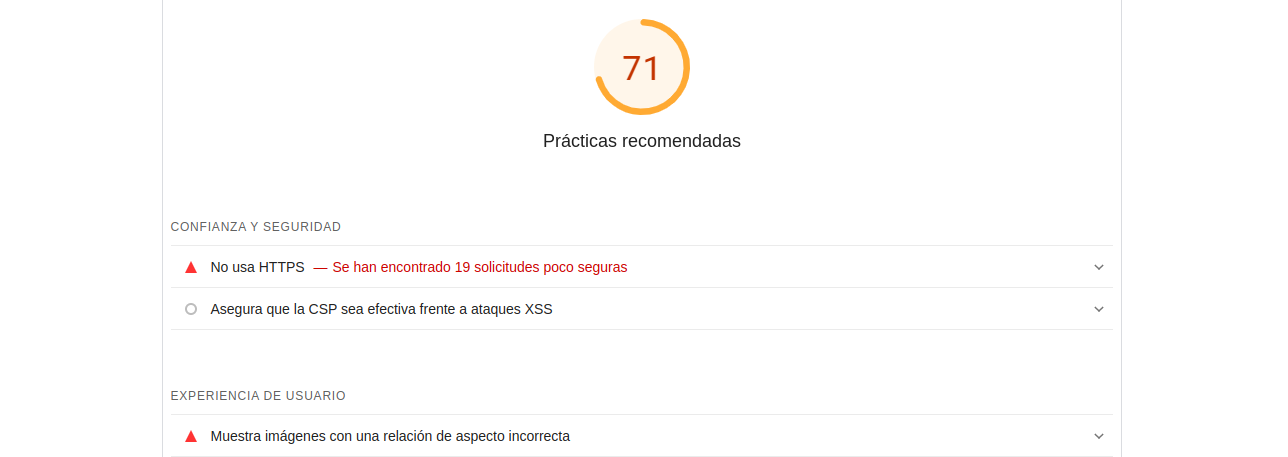 71
Prácticas recomendadas
CONFIANZA Y SEGURIDAD
No usa HTTPS — Se han encontrado 19 solicitudes poco seguras
Asegura que la CSP sea efectiva frente a ataques XSS
EXPERIENCIA DE USUARIO
Muestra imágenes con una relación de aspecto incorrecta